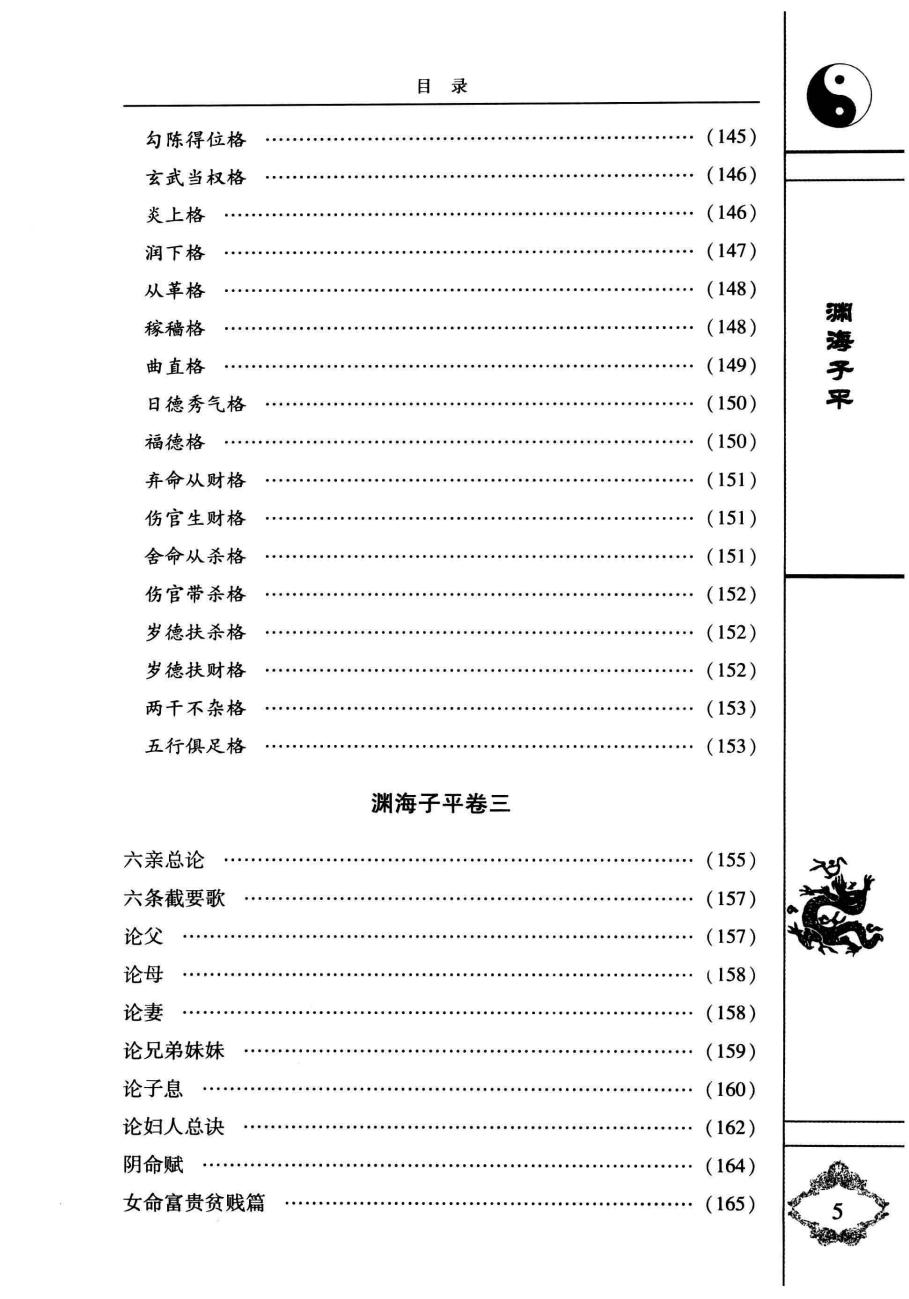 目 录
勾陈得位格 …………………………………………………… (145)
玄武当权格 …………………………………………………… (146)
炎上格 …………………………………………………… (146)
润下格 …………………………………………………… (147)
从革格 …………………………………………………… (148)
稼穑格 …………………………………………………… (148)
曲直格 …………………………………………………… (149)
日德秀气格 …………………………………………………… (150)
福德格 …………………………………………………… (150)
弃命从财格 …………………………………………………… (151)
伤官生财格 …………………………………………………… (151)
舍命从杀格 …………………………………………………… (151)
伤官带杀格 …………………………………………………… (152)
岁德扶杀格 …………………………………………………… (152)
岁德扶财格 …………………………………………………… (152)
两干不杂格 …………………………………………………… (153)
五行俱足格 …………………………………………………… (153)
渊海子平卷三
六亲总论 …………………………………………………… (155)
六条截要歌 …………………………………………………… (157)
论父 …………………………………………………… (157)
论母 …………………………………………………… (158)
论妻 …………………………………………………… (158)
论兄弟妹妹 …………………………………………………… (159)
论子息 …………………………………………………… (160)
论妇人总诀 …………………………………………………… (162)
阴命赋 …………………………………………………… (164)
女命富贵贫贱篇 …………………………………………………… (165)
渊海子平
5